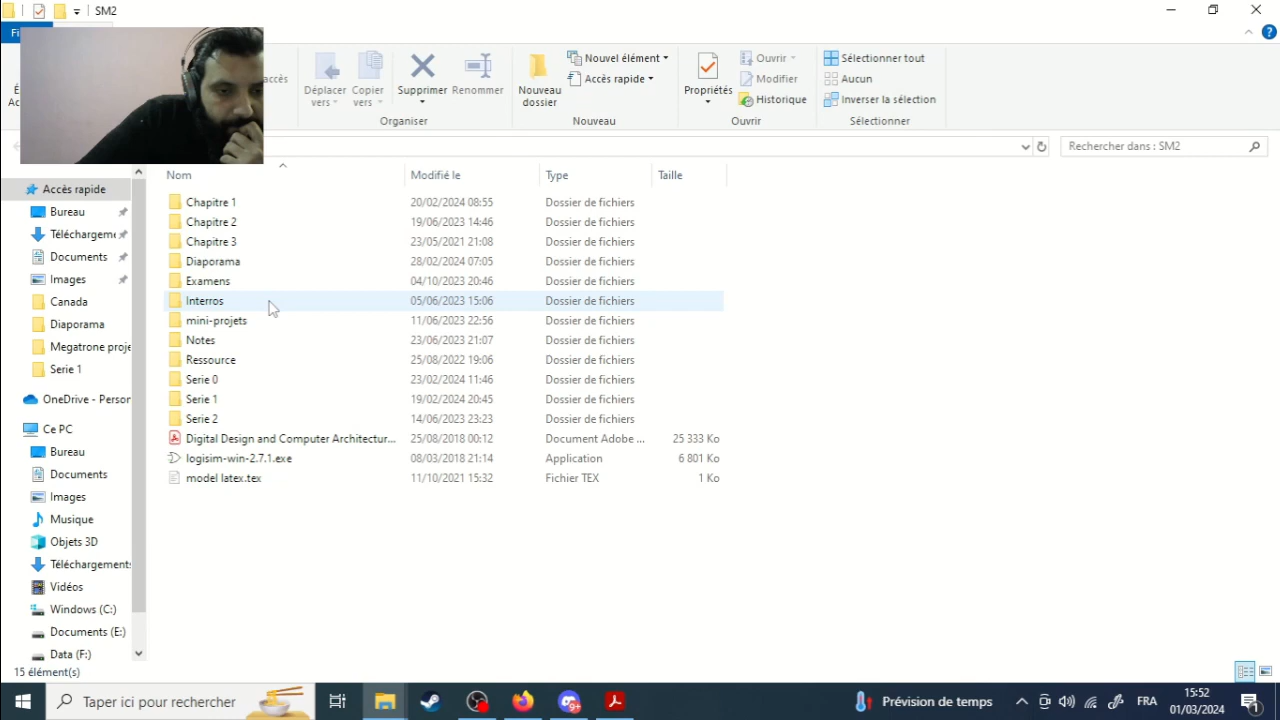 SM2
Fi
Déplacer vers
Copier vers
Supprimer
Renommer
Nouveau dossier
Nouvel élément
Accès rapide
Propriétés
Ouvrir
Modifier
Historique
Sélectionner tout
Aucun
Inverser la sélection
Organiser
Nouveau
Ouvrir
Sélectionner
Rechercher dans : SM2
Nom Modifié le Type Taille
Chapitre 1 20/02/2024 08:55 Dossier de fichiers
Chapitre 2 19/06/2023 14:46 Dossier de fichiers
Chapitre 3 23/05/2021 21:08 Dossier de fichiers
Diaporama 28/02/2024 07:05 Dossier de fichiers
Examens 04/10/2023 20:46 Dossier de fichiers
Interros 05/06/2023 15:06 Dossier de fichiers
mini-projets 11/06/2023 22:56 Dossier de fichiers
Notes 23/06/2023 21:07 Dossier de fichiers
Ressource 25/08/2022 19:06 Dossier de fichiers
Serie 0 23/02/2024 11:46 Dossier de fichiers
Serie 1 19/02/2024 20:45 Dossier de fichiers
Serie 2 14/06/2023 23:23 Dossier de fichiers
Digital Design and Computer Architectur... 25/08/2018 00:12 Document Adobe ... 25 333 Ko
logisim-win-2.7.1.exe 08/03/2018 21:14 Application 6 801 Ko
model latex.tex 11/10/2021 15:32 Fichier TEX 1 Ko
Accès rapide
Bureau
Téléchargeme
Documents
Images
Canada
Diaporama
Megatrone proje
Serie 1
OneDrive - Person
Ce PC
Bureau
Documents
Images
Musique
Objets 3D
Téléchargements
Vidéos
Windows (C:)
Documents (E:)
Data (F:)
15 élément(s)
Taper ici pour rechercher
Prévision de temps
FRA
15:52
01/03/2024